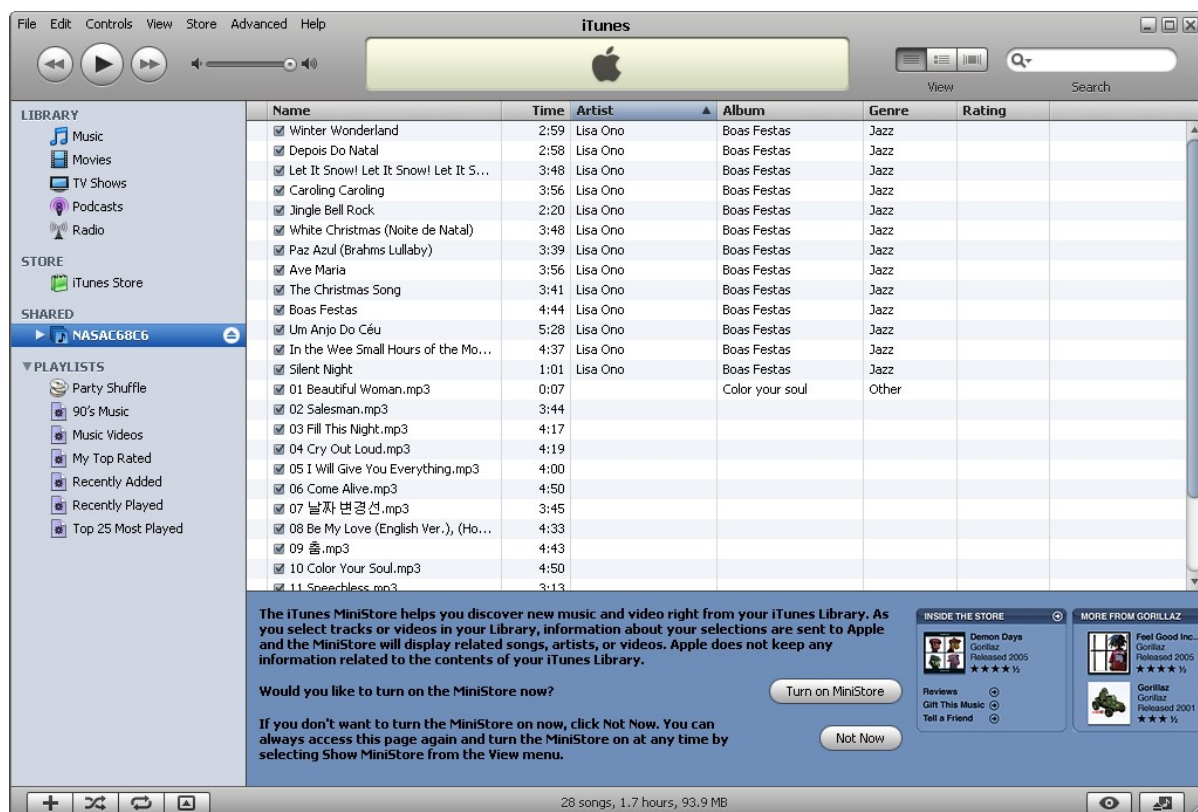 File Edit Controls View Store Advanced Help
iTunes
View
Search
LIBRARY
Music
Movies
TV Shows
Podcasts
Radio
STORE
iTunes Store
SHARED
NASAC68C6
PLAYLISTS
Party Shuffle
90's Music
Music Videos
My Top Rated
Recently Added
Recently Played
Top 25 Most Played
Name Time Artist Album Genre Rating
Winter Wonderland 2:59 Lisa Ono Boas Festas Jazz
Depois Do Natal 2:58 Lisa Ono Boas Festas Jazz
Let It Snow! Let It Snow! Let It S... 3:48 Lisa Ono Boas Festas Jazz
Caroling Caroling 3:56 Lisa Ono Boas Festas Jazz
Jingle Bell Rock 2:20 Lisa Ono Boas Festas Jazz
White Christmas (Noite de Natal) 3:48 Lisa Ono Boas Festas Jazz
Paz Azul (Brahms Lullaby) 3:39 Lisa Ono Boas Festas Jazz
Ave Maria 3:56 Lisa Ono Boas Festas Jazz
The Christmas Song 3:41 Lisa Ono Boas Festas Jazz
Boas Festas 4:44 Lisa Ono Boas Festas Jazz
Um Anjo Do Céu 5:28 Lisa Ono Boas Festas Jazz
In the Wee Small Hours of the Mo... 4:37 Lisa Ono Boas Festas Jazz
Silent Night 1:01 Lisa Ono Boas Festas Jazz
01 Beautiful Woman.mp3 0:07 Color your soul Other
02 Salesman.mp3 3:44
03 Fill This Night.mp3 4:17
04 Cry Out Loud.mp3 4:19
05 I Will Give You Everything.mp3 4:00
06 Come Alive.mp3 4:50
07 날짜 변경선.mp3 3:45
08 Be My Love (English Ver.), (Ho... 4:33
09 춤.mp3 4:43
10 Color Your Soul.mp3 4:50
11 Speechless.mp3 3:13
The iTunes MiniStore helps you discover new music and video right from your iTunes Library. As
you select tracks or videos in your Library, information about your selections are sent to Apple
and the MiniStore will display related songs, artists, or videos. Apple does not keep any
information related to the contents of your iTunes Library.
Would you like to turn on the MiniStore now?
Turn on MiniStore
If you don't want to turn the MiniStore on now, click Not Now. You can
always access this page again and turn the MiniStore on at any time by
selecting Show MiniStore from the View menu.
Not Now
INSIDE THE STORE
Demon Days
Gorillaz
Released 2005
Reviews
Gift This Music
Tell a Friend
MORE FROM GORILLAZ
Feel Good Inc...
Gorillaz
Released 2005
Gorillaz
Gorillaz
Released 2001
28 songs, 1.7 hours, 93.9 MB